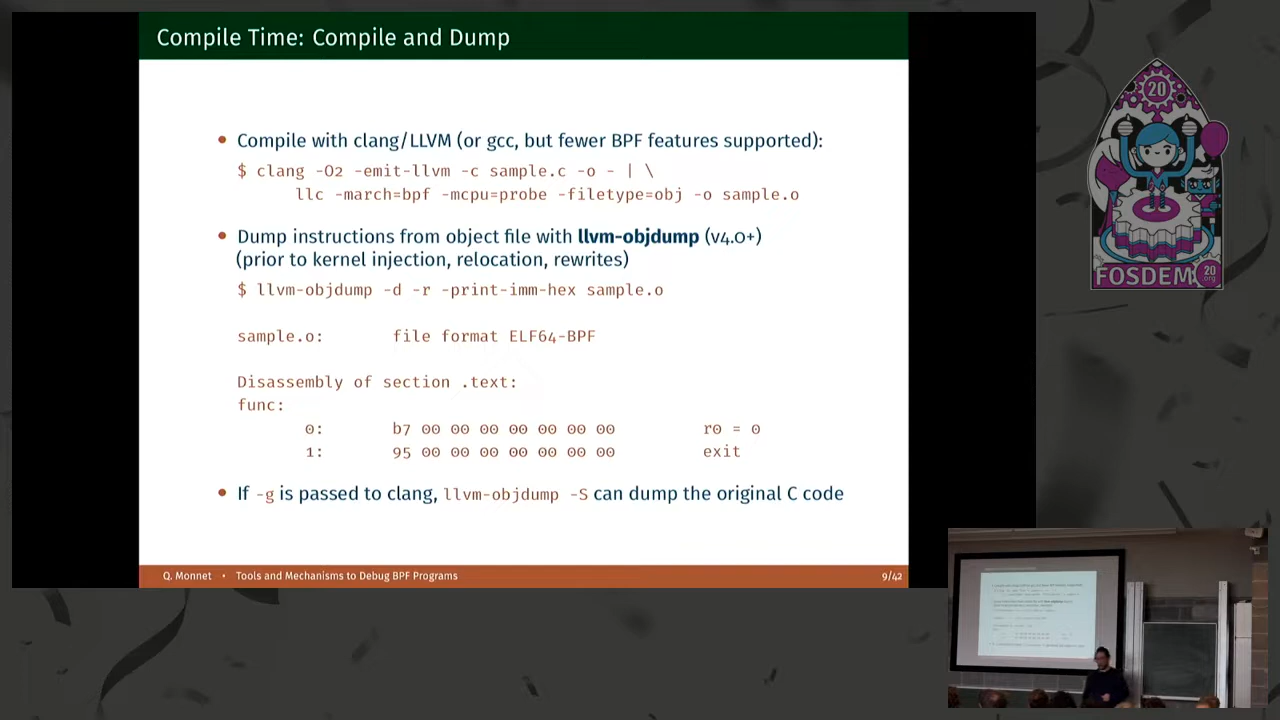 Compile Time: Compile and Dump
• Compile with clang/LLVM (or gcc, but fewer BPF features supported):
$ clang -O2 -emit-llvm -c sample.c -o - | \
llc -march=bpf -mcpu=probe -filetype=obj -o sample.o
• Dump instructions from object file with llvm-objdump (v4.0+)
(prior to kernel injection, relocation, rewrites)
$ llvm-objdump -d -r -print-imm-hex sample.o
sample.o: file format ELF64-BPF
Disassembly of section .text:
func:
0: b7 00 00 00 00 00 00 00 r0 = 0
1: 95 00 00 00 00 00 00 00 exit
• If -g is passed to clang, llvm-objdump -S can dump the original C code
Q. Monnet • Tools and Mechanisms to Debug BPF Programs 9/42
20
FOSDEM 20
.org